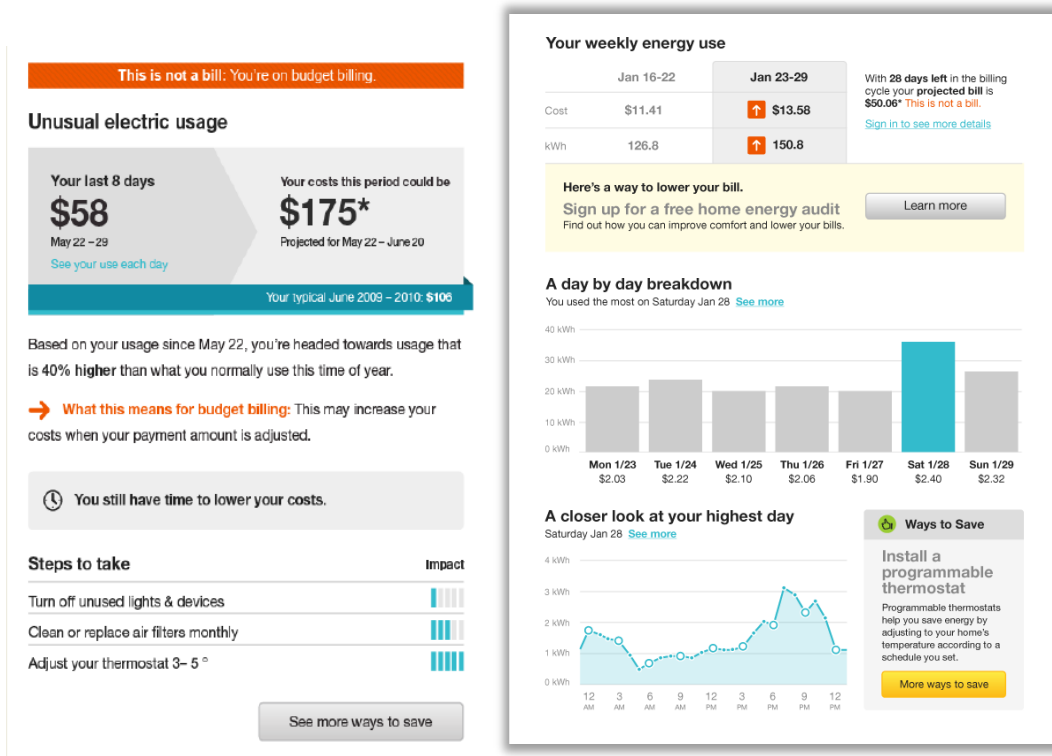 This is not a bill: You're on budget billing.
Unusual electric usage
Your last 8 days
$58
May 22 – 29
See your use each day
Your costs this period could be
$175*
Projected for May 22 – June 20
Your typical June 2009 – 2010: $106
Based on your usage since May 22, you're headed towards usage that
is 40% higher than what you normally use this time of year.
What this means for budget billing: This may increase your
costs when your payment amount is adjusted.
You still have time to lower your costs.
Steps to take Impact
Turn off unused lights & devices
Clean or replace air filters monthly
Adjust your thermostat 3– 5 °
See more ways to save
Your weekly energy use
Jan 16-22 Jan 23-29
Cost $11.41 $13.58
kWh 126.8 150.8
With 28 days left in the billing
cycle your projected bill is
$50.06* This is not a bill.
Sign in to see more details
Here's a way to lower your bill.
Sign up for a free home energy audit
Find out how you can improve comfort and lower your bills.
Learn more
A day by day breakdown
You used the most on Saturday Jan 28 See more
40 kWh
30 kWh
20 kWh
10 kWh
0 kWh
Mon 1/23 Tue 1/24 Wed 1/25 Thu 1/26 Fri 1/27 Sat 1/28 Sun 1/29
$2.03 $2.22 $2.10 $2.06 $1.90 $2.40 $2.32
A closer look at your highest day
Saturday Jan 28 See more
4 kWh
3 kWh
2 kWh
1 kWh
0 kWh
12 3 6 9 12 3 6 9 12
AM AM AM AM PM PM PM PM PM
Ways to Save
Install a
programmable
thermostat
Programmable thermostats
help you save energy by
adjusting to your home's
temperature according to a
schedule you set.
More ways to save